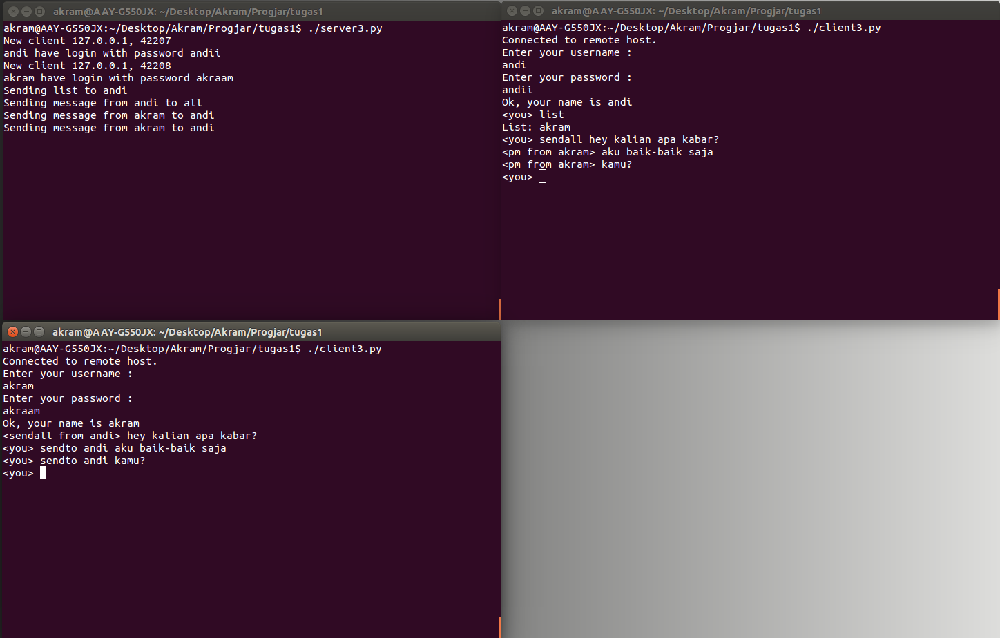 akram@AAY-G550JX: ~/Desktop/Akram/Progjar/tugas1
akram@AAY-G550JX:~/Desktop/Akram/Progjar/tugas1$ ./server3.py
New client 127.0.0.1, 42207
andi have login with password andii
New client 127.0.0.1, 42208
akram have login with password akraam
Sending list to andi
Sending message from andi to all
Sending message from akram to andi
Sending message from akram to andi
akram@AAY-G550JX: ~/Desktop/Akram/Progjar/tugas1
akram@AAY-G550JX:~/Desktop/Akram/Progjar/tugas1$ ./client3.py
Connected to remote host.
Enter your username :
andi
Enter your password :
andii
Ok, your name is andi
<you> list
List: akram
<you> sendall hey kalian apa kabar?
<pm from akram> aku baik-baik saja
<pm from akram> kamu?
<you>
akram@AAY-G550JX: ~/Desktop/Akram/Progjar/tugas1
akram@AAY-G550JX:~/Desktop/Akram/Progjar/tugas1$ ./client3.py
Connected to remote host.
Enter your username :
akram
Enter your password :
akraam
Ok, your name is akram
<sendall from andi> hey kalian apa kabar?
<you> sendto andi aku baik-baik saja
<you> sendto andi kamu?
<you>